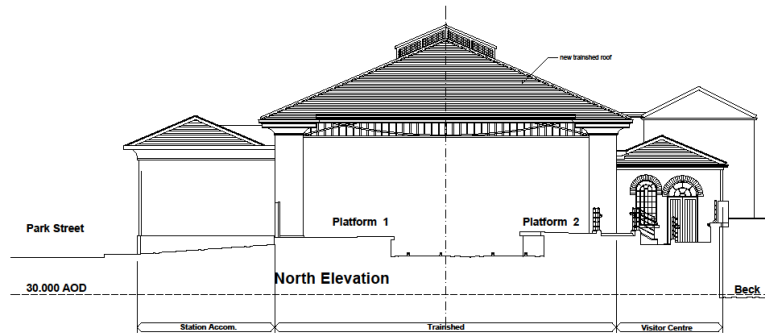 new trainshed roof
Platform 1
Platform 2
Park Street
North Elevation
30.000 AOD
Beck
Station Accom.
Trainshed
Visitor Centre